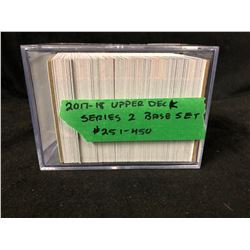 2017-18 UPPER DECK
SERIES 2 BASE SET
#251-450